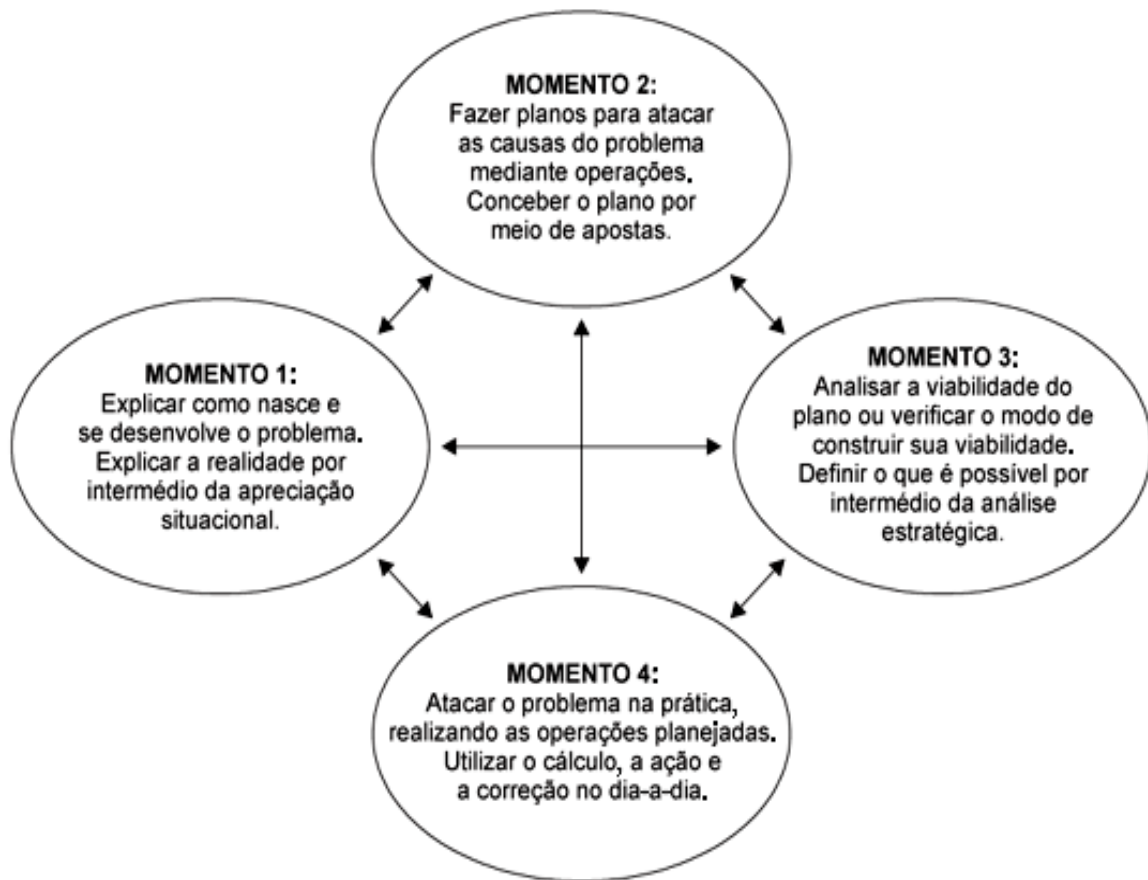 MOMENTO 2:
Fazer planos para atacar
as causas do problema
mediante operações.
Conceber o plano por
meio de apostas.
MOMENTO 1:
Explicar como nasce e
se desenvolve o problema.
Explicar a realidade por
intermédio da apreciação
situacional.
MOMENTO 3:
Analisar a viabilidade do
plano ou verificar o modo de
construir sua viabilidade.
Definir o que é possível por
intermédio da análise
estratégica.
MOMENTO 4:
Atacar o problema na prática,
realizando as operações planejadas.
Utilizar o cálculo, a ação e
a correção no dia-a-dia.